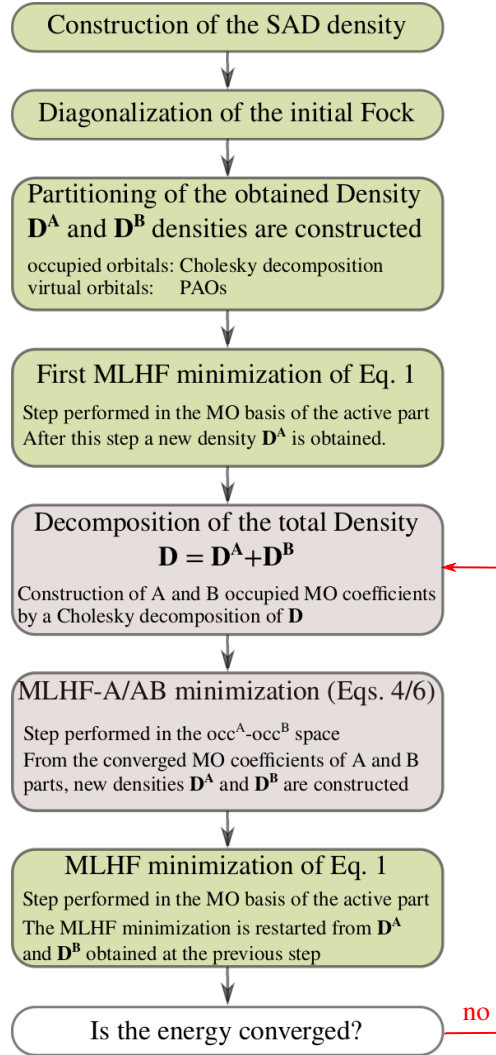 Construction of the SAD density
Diagonalization of the initial Fock
Partitioning of the obtained Density
D^A and D^B densities are constructed
occupied orbitals: Cholesky decomposition
virtual orbitals: PAOs
First MLHF minimization of Eq. 1
Step performed in the MO basis of the active part
After this step a new density D^A is obtained.
Decomposition of the total Density
D = D^A+D^B
Construction of A and B occupied MO coefficients
by a Cholesky decomposition of D
MLHF-A/AB minimization (Eqs. 4/6)
Step performed in the occ^A-occ^B space
From the converged MO coefficients of A and B
parts, new densities D^A and D^B are constructed
MLHF minimization of Eq. 1
Step performed in the MO basis of the active part
The MLHF minimization is restarted from D^A
and D^B obtained at the previous step
Is the energy converged?
no